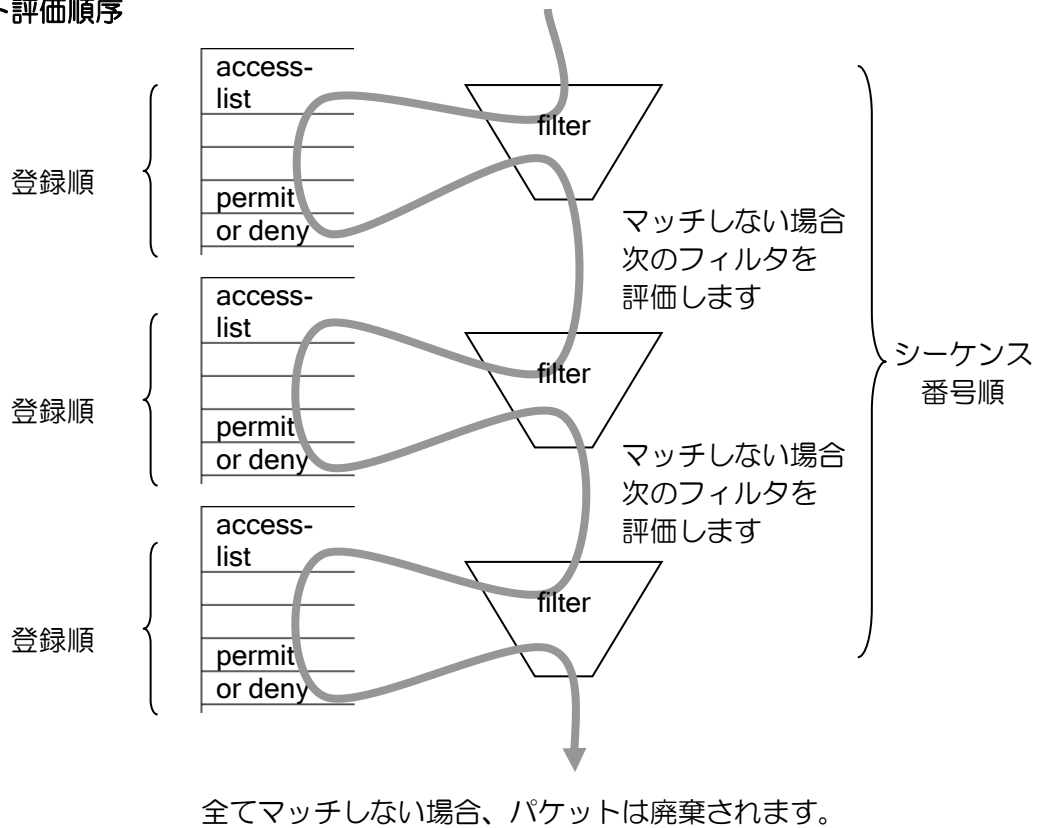 ト評価順序
access-
list
filter
登録順
permit
or deny
マッチしない場合
次のフィルタを
評価します
access-
list
filter
シーケンス
番号順
登録順
permit
or deny
マッチしない場合
次のフィルタを
評価します
access-
list
filter
登録順
permit
or deny
全てマッチしない場合、パケットは廃棄されます。